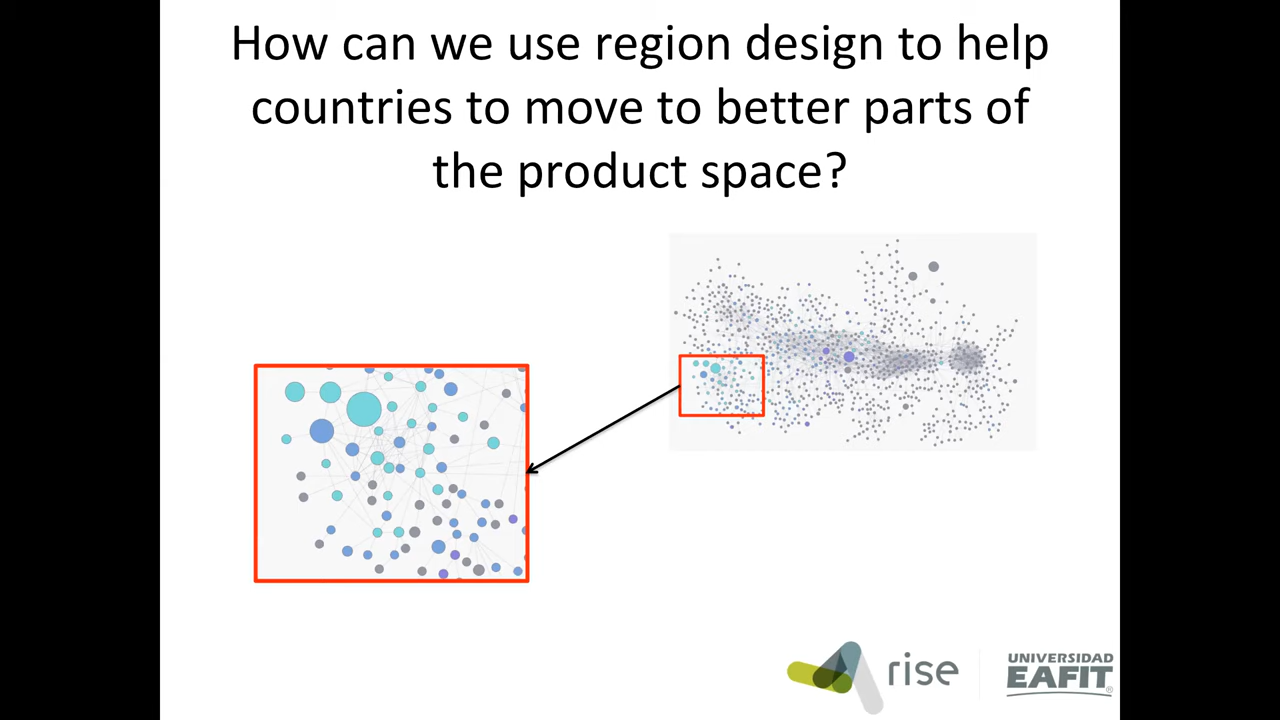 How can we use region design to help
countries to move to better parts of
the product space?
rise
UNIVERSIDAD
EAFIT
®